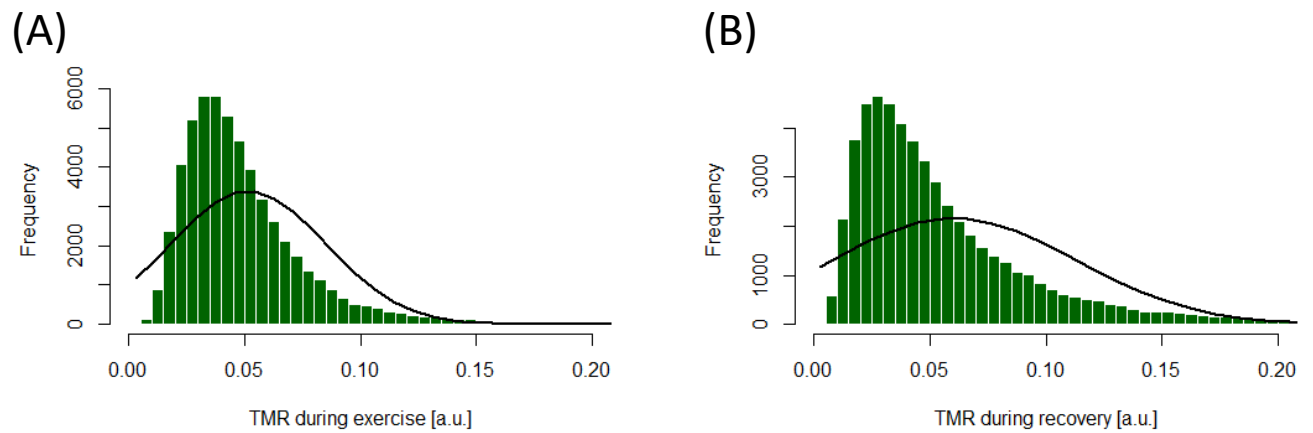 (A)
(B)
Frequency
0
2000
4000
6000
0.00 0.05 0.10 0.15 0.20
TMR during exercise [a.u.]
Frequency
0
1000
3000
0.00 0.05 0.10 0.15 0.20
TMR during recovery [a.u.]